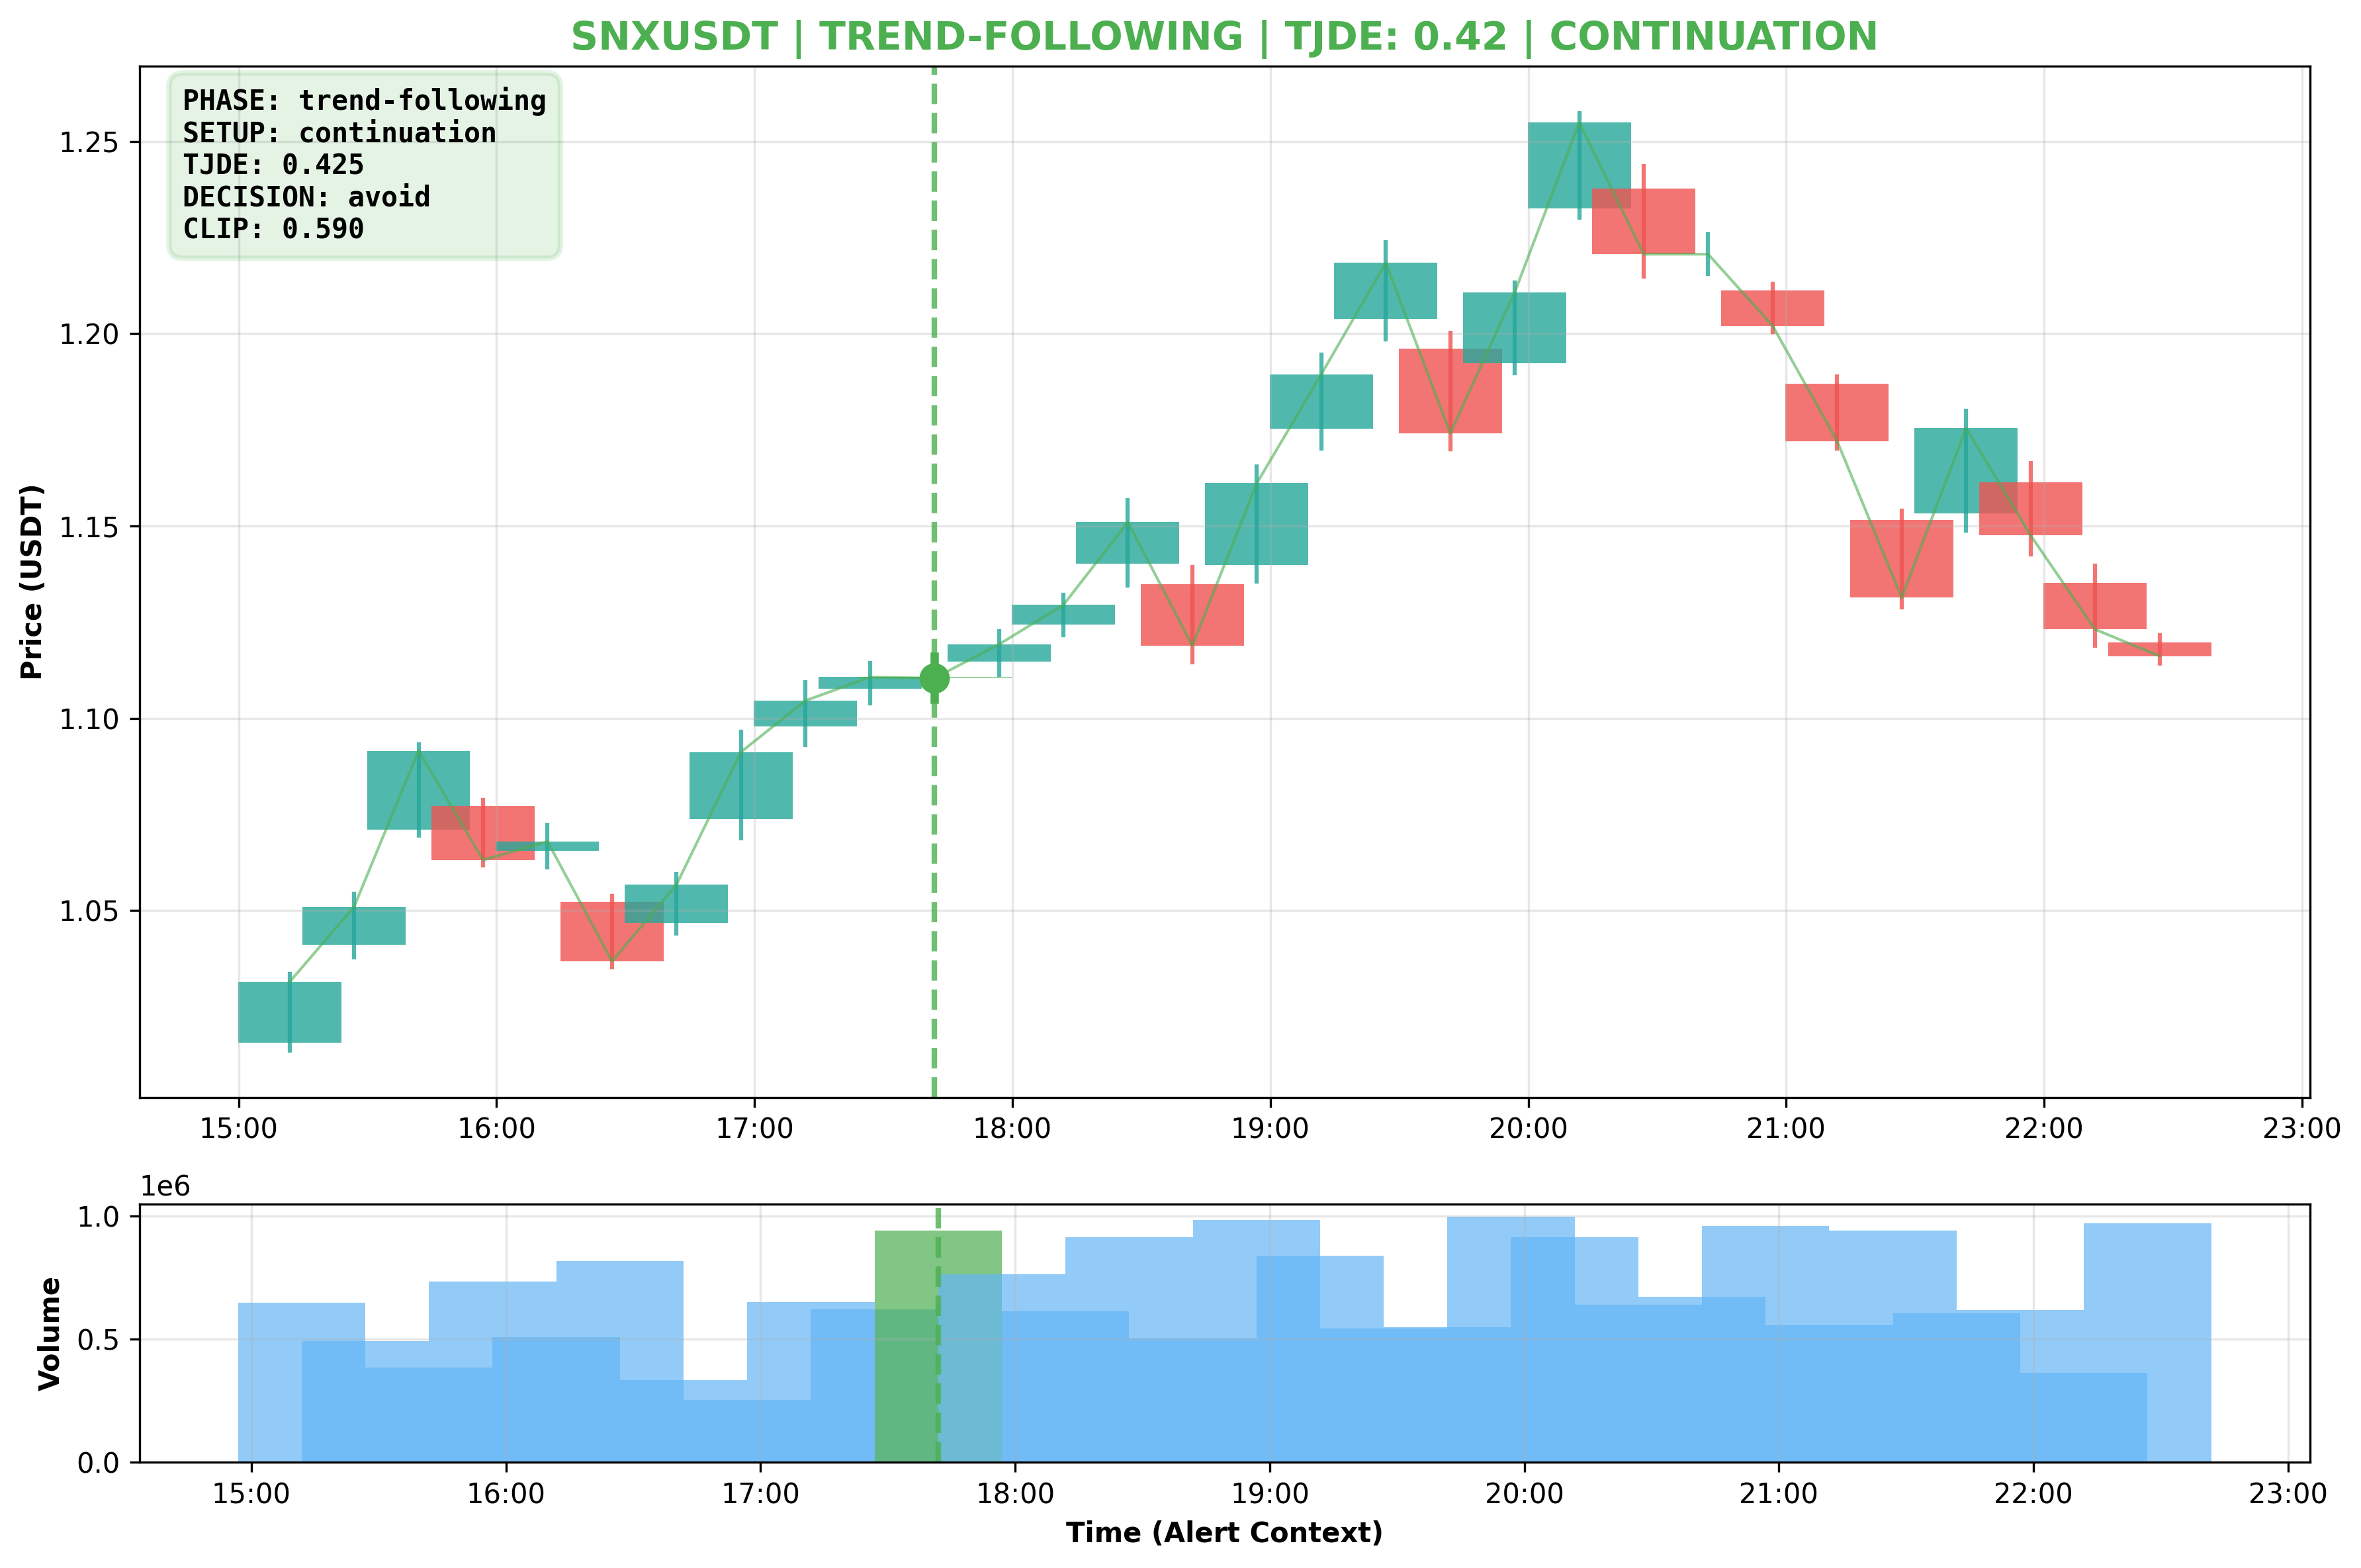 SNXUSDT | TREND-FOLLOWING | TJDE: 0.42 | CONTINUATION
PHASE: trend-following
SETUP: continuation
TJDE: 0.425
DECISION: avoid
CLIP: 0.590
Price (USDT)
1.25
1.20
1.15
1.10
1.05
15:00 16:00 17:00 18:00 19:00 20:00 21:00 22:00 23:00
1e6
Volume
1.0
0.5
0.0
15:00 16:00 17:00 18:00 19:00 20:00 21:00 22:00 23:00
Time (Alert Context)